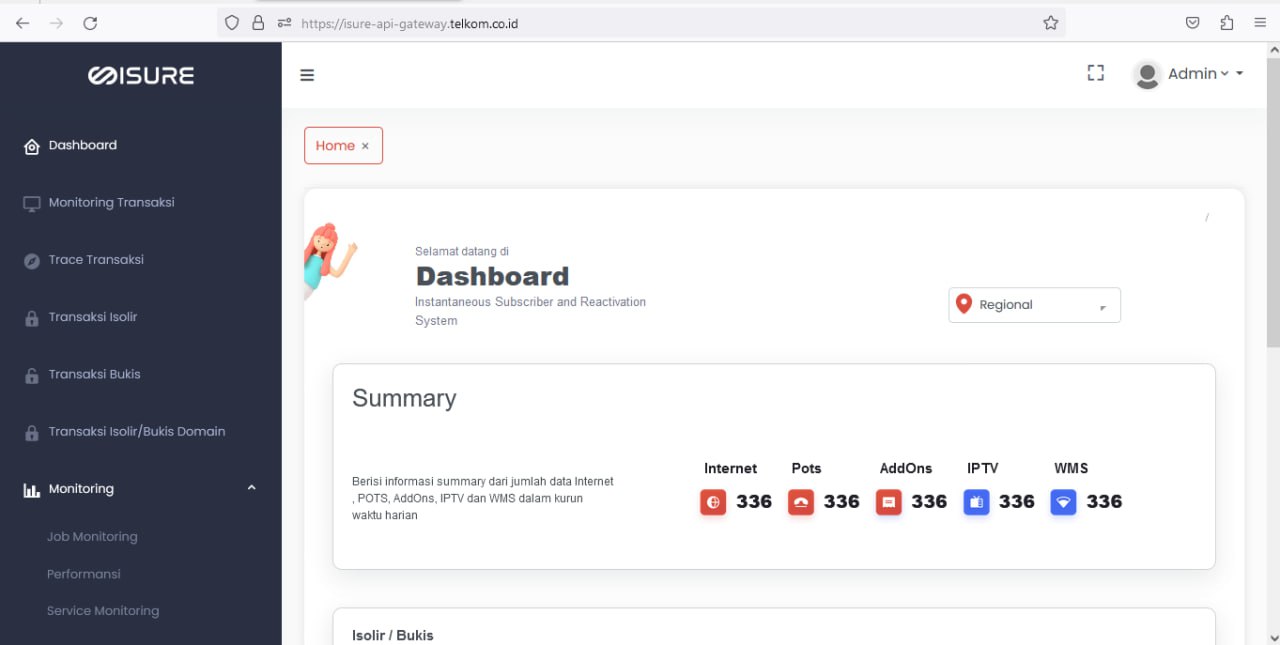 https://isure-api-gateway.telkom.co.id
ISURE
Admin
Dashboard
Monitoring Transaksi
Trace Transaksi
Transaksi Isolir
Transaksi Bukis
Transaksi Isolir/Bukis Domain
Monitoring
Job Monitoring
Performansi
Service Monitoring
Home ×
/
Selamat datang di
Dashboard
Instantaneous Subscriber and Reactivation
System
Regional
Summary
Berisi informasi summary dari jumlah data Internet
, POTS, AddOns, IPTV dan WMS dalam kurun
waktu harian
Internet Pots AddOns IPTV WMS
336 336 336 336 336
Isolir / Bukis